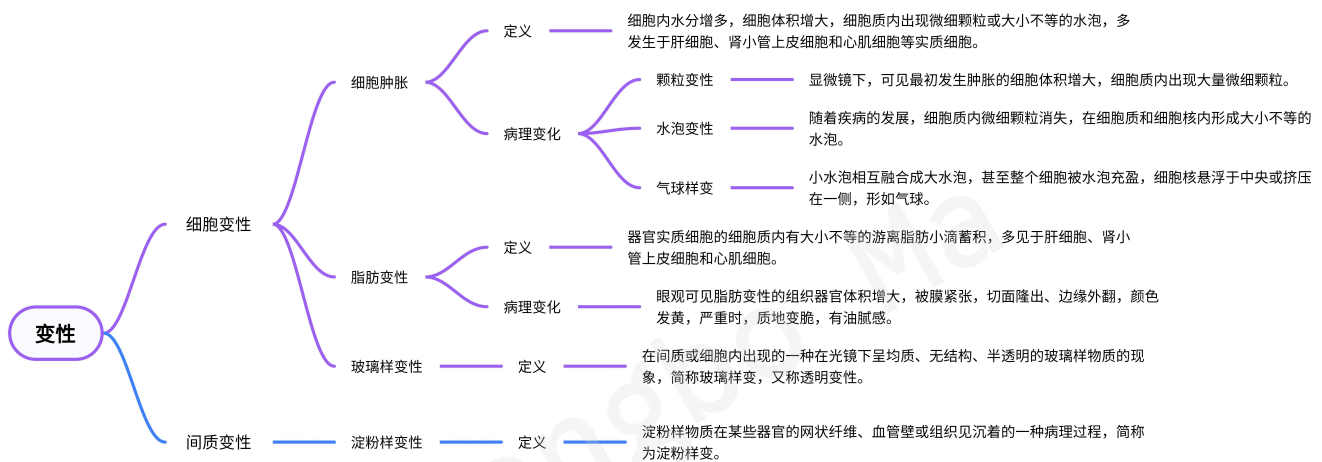 变性
细胞变性
细胞肿胀
定义
细胞内水分增多，细胞体积增大，细胞质内出现微细颗粒或大小不等的水泡，多
发生于肝细胞、肾小管上皮细胞和心肌细胞等实质细胞。
病理变化
颗粒变性
显微镜下，可见最初发生肿胀的细胞体积增大，细胞质内出现大量微细颗粒。
水泡变性
随着疾病的发展，细胞质内微细颗粒消失，在细胞质和细胞核内形成大小不等的
水泡。
气球样变
小水泡相互融合成大水泡，甚至整个细胞被水泡充盈，细胞核悬浮于中央或挤压
在一侧，形如气球。
脂肪变性
定义
器官实质细胞的细胞质内有大小不等的游离脂肪小滴蓄积，多见于肝细胞、肾小
管上皮细胞和心肌细胞。
病理变化
眼观可见脂肪变性的组织器官体积增大，被膜紧张，切面隆出、边缘外翻，颜色
发黄，严重时，质地变脆，有油腻感。
玻璃样变性
定义
在间质或细胞内出现的一种在光镜下呈均质、无结构、半透明的玻璃样物质的现
象，简称玻璃样变，又称透明变性。
间质变性
淀粉样变性
定义
淀粉样物质在某些器官的网状纤维、血管壁或组织见沉着的一种病理过程，简称
为淀粉样变。